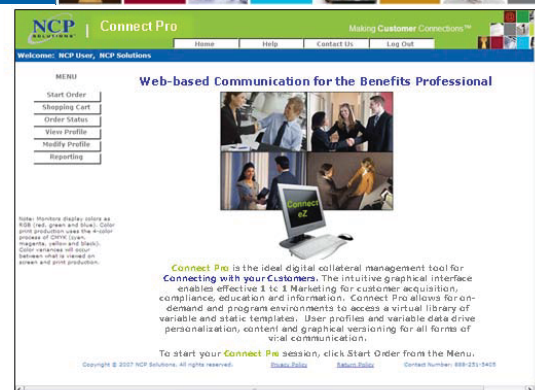 NCP
SOLUTIONS
Connect Pro
Making Customer Connections™
Home Help Contact Us Log Out
Welcome: NCP User, NCP Solutions
MENU
Start Order
Shopping Cart
Order Status
View Profile
Modify Profile
Reporting
Note: Monitors display colors as
RGB (red, green and blue). Color
print production uses the 4-color
process of CMYK (cyan,
magenta, yellow and black).
Color variances will occur
between what is viewed on
screen and print production.
Web-based Communication for the Benefits Professional
Connect
eZ
Connect Pro is the ideal digital collateral management tool for
Connecting with your Customers. The intuitive graphical interface
enables effective 1 to 1 Marketing for customer acquisition,
compliance, education and information. Connect Pro allows for on-
demand and program environments to access a virtual library of
variable and static templates. User profiles and variable data drive
personalization, content and graphical versioning for all forms of
vital communication.
To start your Connect Pro session, click Start Order from the Menu.
Copyright © 2007 NCP Solutions. All rights reserved. Privacy Policy Return Policy Contact Number: 888-251-5405